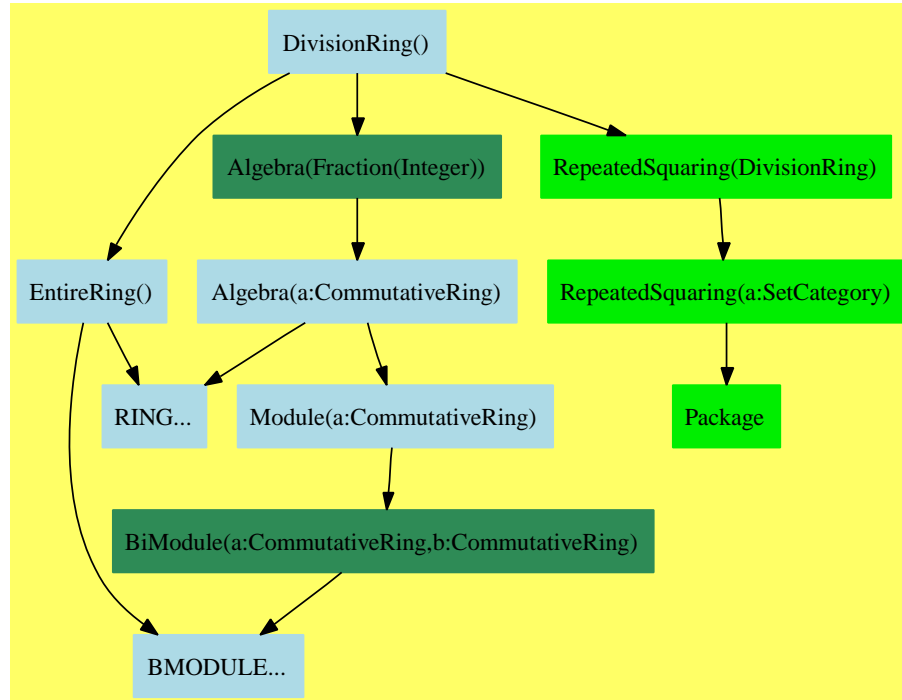 DivisionRing()
Algebra(Fraction(Integer))
RepeatedSquaring(DivisionRing)
EntireRing()
Algebra(a:CommutativeRing)
RepeatedSquaring(a:SetCategory)
RING...
Module(a:CommutativeRing)
Package
BiModule(a:CommutativeRing,b:CommutativeRing)
BMODULE...